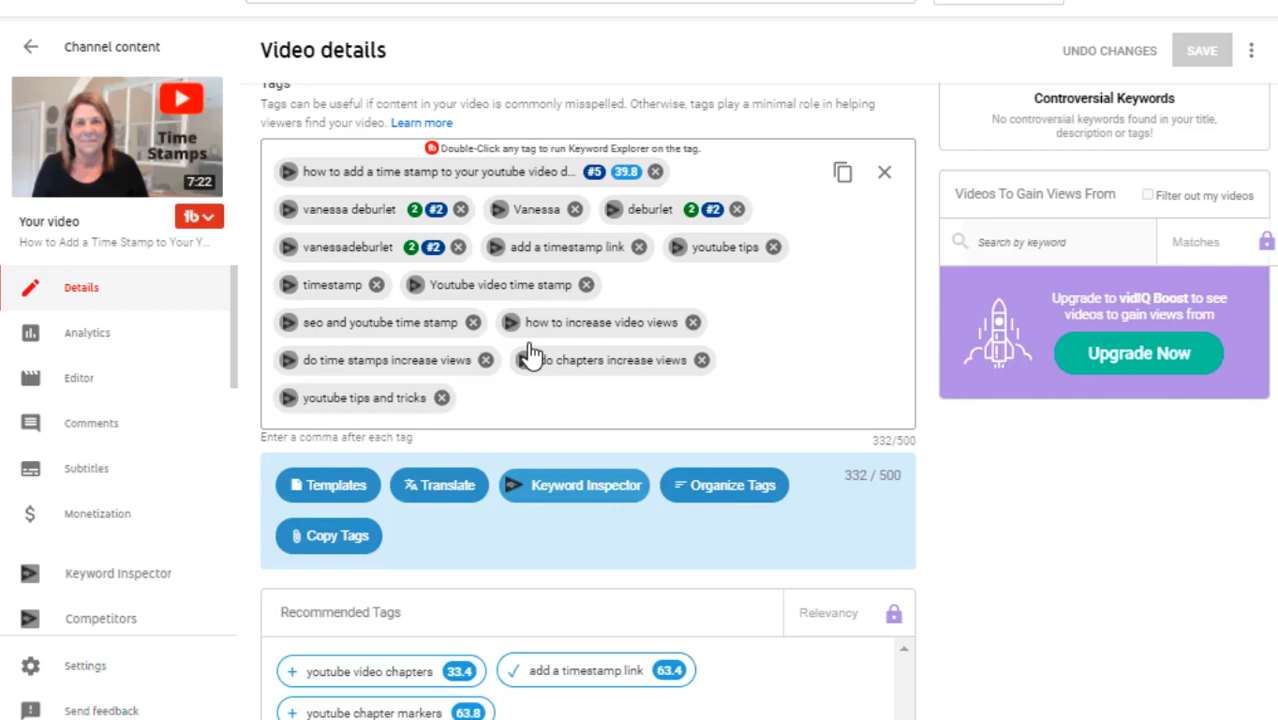 Channel content
Video details
UNDO CHANGES
SAVE
Time
Stamps
7:22
Your video
How to Add a Time Stamp to Your Y...
Details
Analytics
Editor
Comments
Subtitles
Monetization
Keyword Inspector
Competitors
Settings
Send feedback
Tags
Tags can be useful if content in your video is commonly misspelled. Otherwise, tags play a minimal role in helping
viewers find your video. Learn more
Double-Click any tag to run Keyword Explorer on the tag.
how to add a time stamp to your youtube video d... #5 39.8
vanessa deburlet 2 #2 Vanessa deburlet 2 #2
vanessadeburlet 2 #2 add a timestamp link youtube tips
timestamp Youtube video time stamp
seo and youtube time stamp how to increase video views
do time stamps increase views do chapters increase views
youtube tips and tricks
Enter a comma after each tag
332/500
Templates Translate Keyword Inspector Organize Tags 332 / 500
Copy Tags
Recommended Tags
Relevancy
+ youtube video chapters 33.4 add a timestamp link 63.4
+ youtube chapter markers 63.8
Controversial Keywords
No controversial keywords found in your title,
description or tags!
Videos To Gain Views From Filter out my videos
Search by keyword Matches
Upgrade to vidIQ Boost to see
videos to gain views from
Upgrade Now